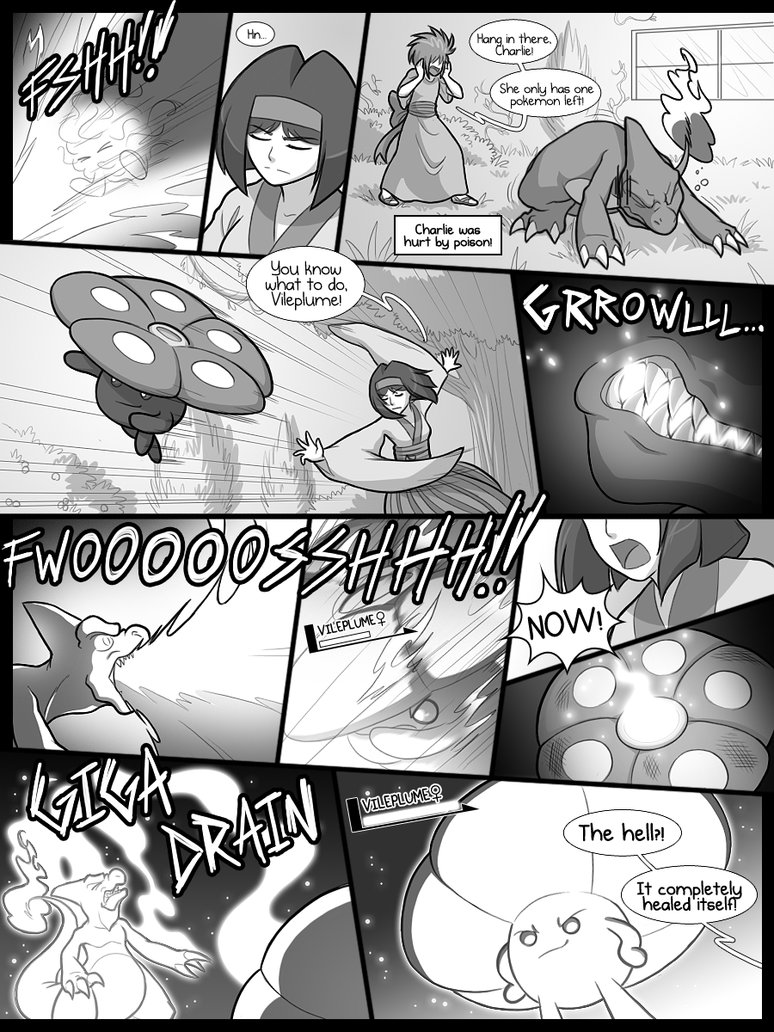 FSHH!!
Hn...
Hang in there,
Charlie!
She only has one
pokemon left!
Charlie was
hurt by poison!
You know
what to do,
Vileplume!
GRROWLLL...
FWOOOOOSSHHH!!
VILEPLUME♀
NOW!
GIGA
DRAIN
VILEPLUME♀
The hell?!
It completely
healed itself!